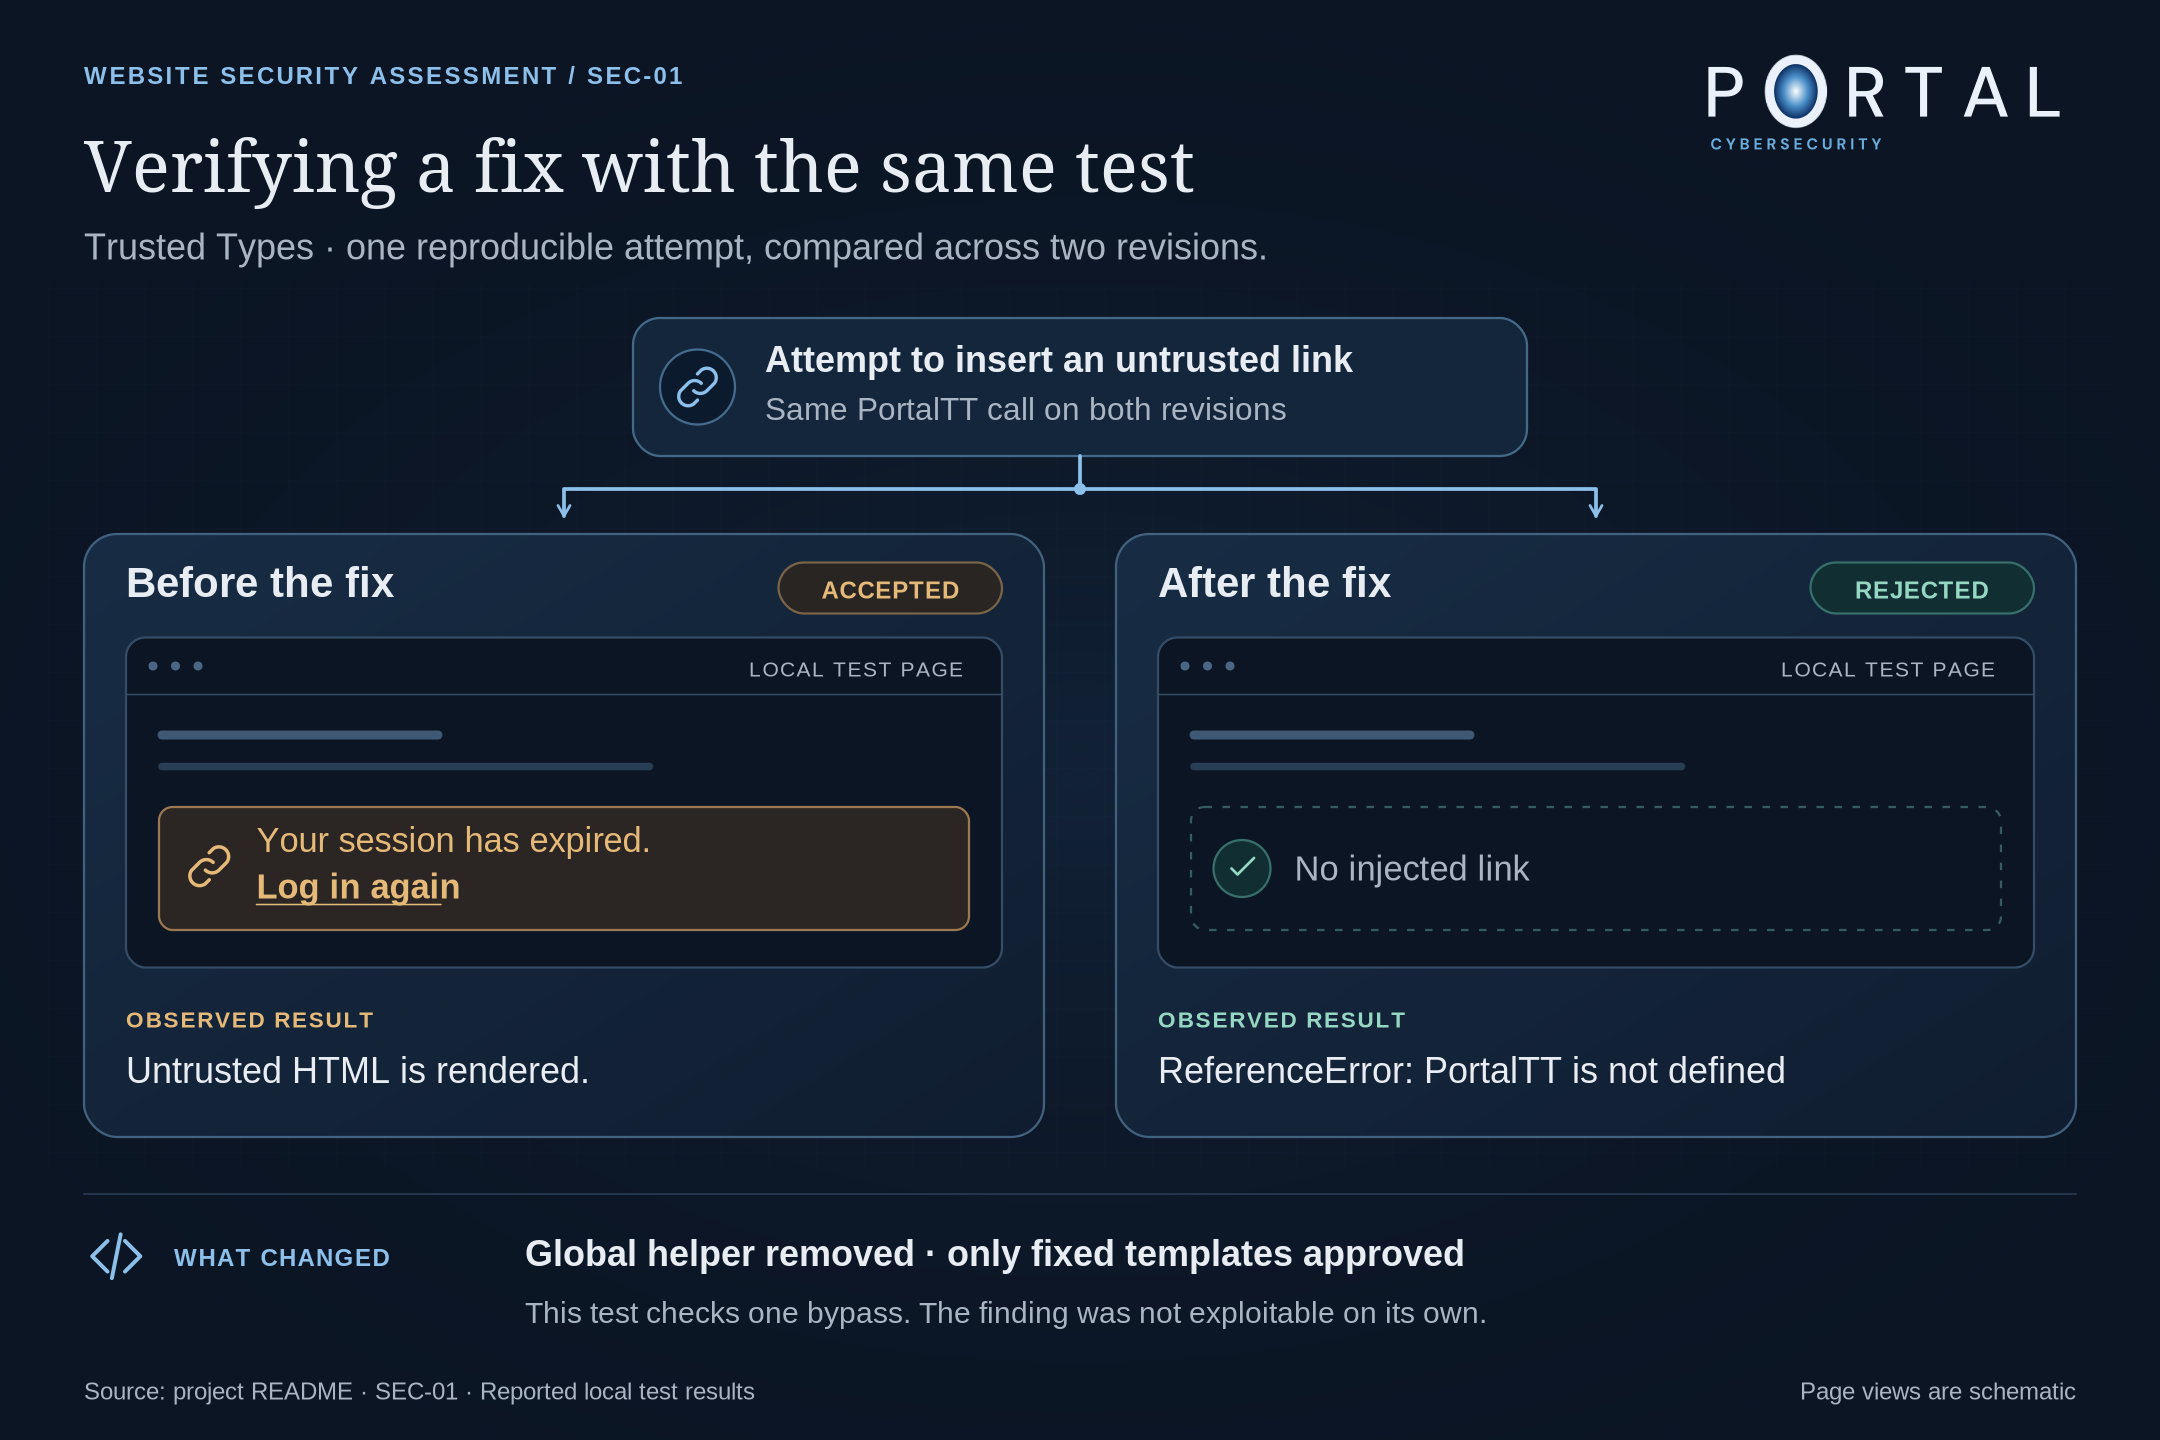 WEBSITE SECURITY ASSESSMENT / SEC-01
PORTAL
CYBERSECURITY
Verifying a fix with the same test
Trusted Types · one reproducible attempt, compared across two revisions.
Attempt to insert an untrusted link
Same PortalTT call on both revisions
Before the fix
ACCEPTED
LOCAL TEST PAGE
Your session has expired.
Log in again
OBSERVED RESULT
Untrusted HTML is rendered.
After the fix
REJECTED
LOCAL TEST PAGE
No injected link
OBSERVED RESULT
ReferenceError: PortalTT is not defined
WHAT CHANGED
Global helper removed · only fixed templates approved
This test checks one bypass. The finding was not exploitable on its own.
Source: project README · SEC-01 · Reported local test results
Page views are schematic